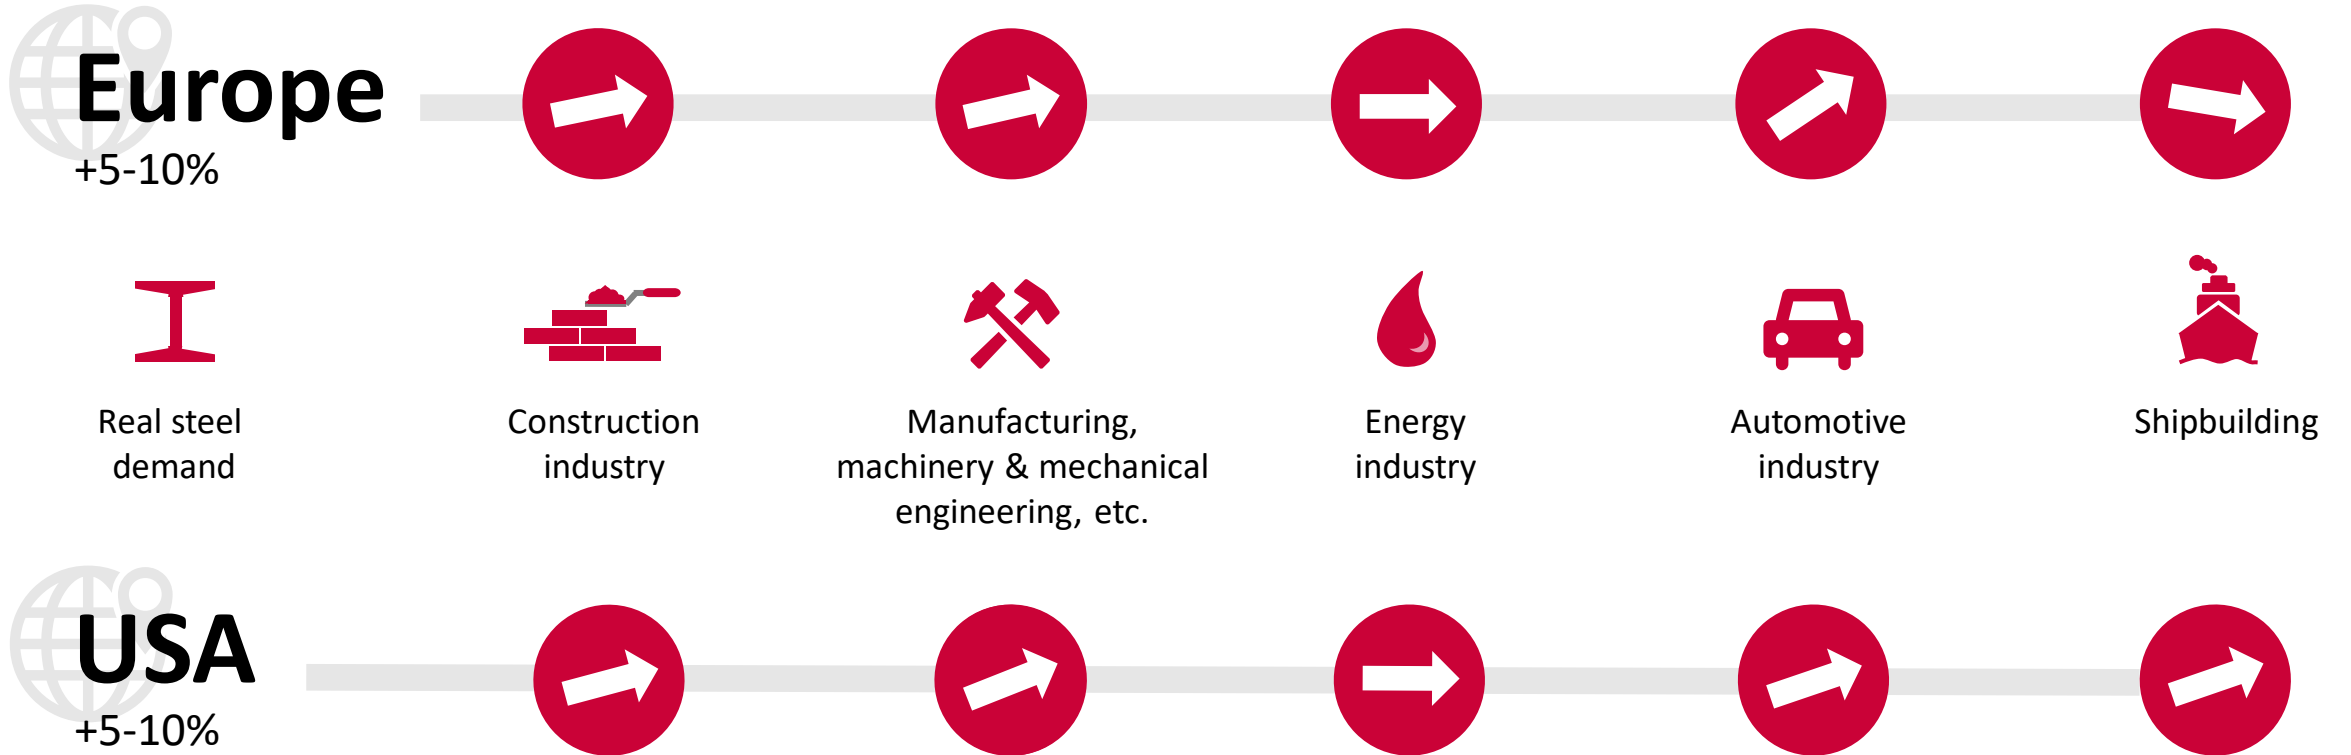 Europe
+5-10%
Real steel
demand
Construction
industry
Manufacturing,
machinery & mechanical
engineering, etc.
Energy
industry
Automotive
industry
Shipbuilding
USA
+5-10%